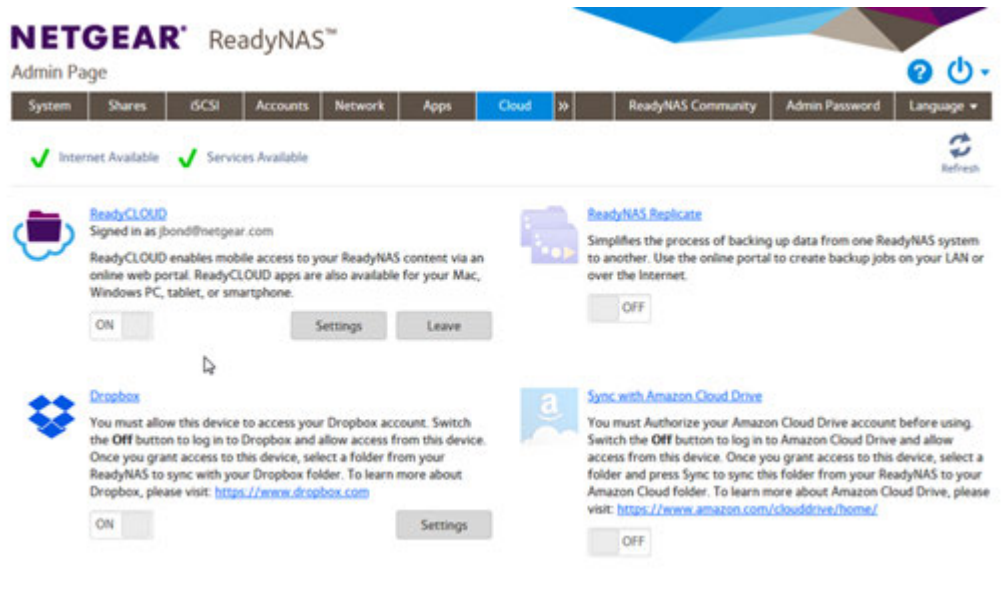 NETGEAR® ReadyNAS™
Admin Page
System Shares iSCSI Accounts Network Apps Cloud » ReadyNAS Community Admin Password Language
Internet Available Services Available
Refresh
ReadyCLOUD
Signed in as jbond@netgear.com
ReadyCLOUD enables mobile access to your ReadyNAS content via an
online web portal. ReadyCLOUD apps are also available for your Mac,
Windows PC, tablet, or smartphone.
ON Settings Leave
ReadyNAS Replicate
Simplifies the process of backing up data from one ReadyNAS system
to another. Use the online portal to create backup jobs on your LAN or
over the Internet.
OFF
Dropbox
You must allow this device to access your Dropbox account. Switch
the Off button to log in to Dropbox and allow access from this device.
Once you grant access to this device, select a folder from your
ReadyNAS to sync with your Dropbox folder. To learn more about
Dropbox, please visit: https://www.dropbox.com
ON Settings
a
Sync with Amazon Cloud Drive
You must Authorize your Amazon Cloud Drive account before using.
Switch the Off button to log in to Amazon Cloud Drive and allow
access from this device. Once you grant access to this device, select a
folder and press Sync to sync this folder from your ReadyNAS to your
Amazon Cloud folder. To learn more about Amazon Cloud Drive, please
visit: https://www.amazon.com/clouddrive/home/
OFF